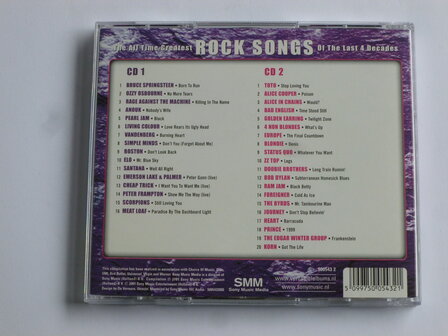 The All Time Greatest ROCK SONGS Of The Last 4 Decades
CD 1
1. BRUCE SPRINGSTEEN • Born To Run
2. OZZY OSBOURNE • No More Tears
3. RAGE AGAINST THE MACHINE • Killing In The Name
4. ANOUK • Nobody's Wife
5. PEARL JAM • Black
6. LIVING COLOUR • Love Rears Its Ugly Head
7. VANDENBERG • Burning Heart
8. SIMPLE MINDS • Don't You (Forget About Me)
9. BOSTON • Don't Look Back
10. ELO • Mr. Blue Sky
11. SANTANA • Well All Right
12. EMERSON LAKE & PALMER • Peter Gunn (live)
13. CHEAP TRICK • I Want You To Want Me (live)
14. PETER FRAMPTON • Show Me The Way (live)
15. SCORPIONS • Still Loving You
16. MEAT LOAF • Paradise By The Dashboard Light
CD 2
1. TOTO • Stop Loving You
2. ALICE COOPER • Poison
3. ALICE IN CHAINS • Would?
4. BAD ENGLISH • Time Stood Still
5. GOLDEN EARRING • Twilight Zone
6. 4 NON BLONDES • What's Up
7. EUROPE • The Final Countdown
8. BLONDIE • Denis
9. STATUS QUO • Whatever You Want
10. ZZ TOP • Legs
11. DOOBIE BROTHERS • Long Train Runnin'
12. BOB DYLAN • Subterranean Homesick Blues
13. RAM JAM • Black Betty
14. FOREIGNER • Cold As Ice
15. THE BYRDS • Mr. Tambourine Man
16. JOURNEY • Don't Stop Believin'
17. HEART • Barracuda
18. PRINCE • 1999
19. THE EDGAR WINTER GROUP • Frankenstein
20. KORN • Got The Life
SMM
Sony Music Media
500543 2
www.sonymusic.nl
5 099750 054321